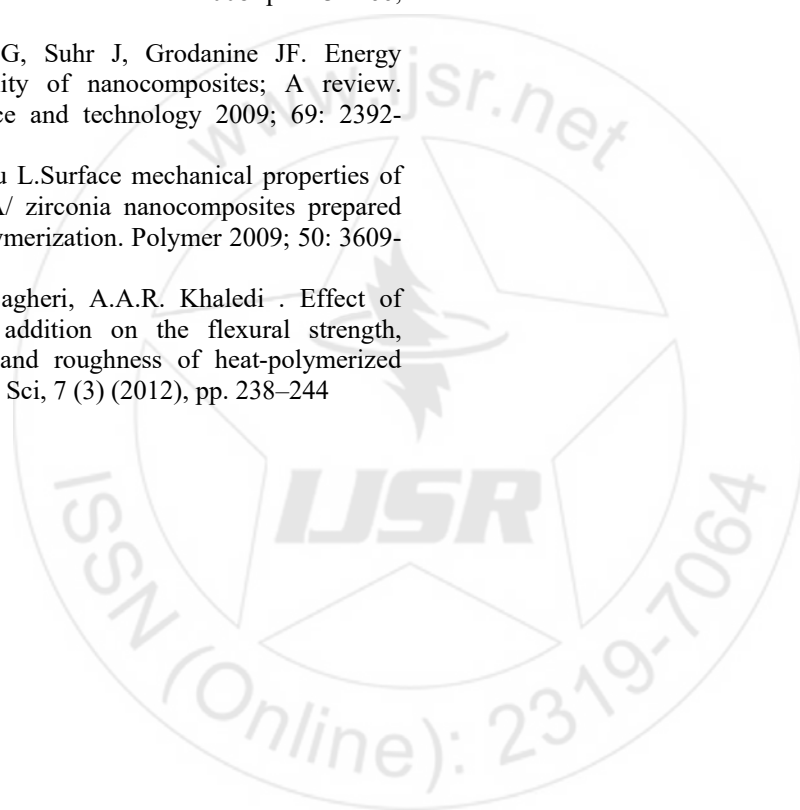 G, Suhr J, Grodanine JF. Energy
ity of nanocomposites; A review.
ce and technology 2009; 69: 2392-
u L.Surface mechanical properties of
A/ zirconia nanocomposites prepared
ymerization. Polymer 2009; 50: 3609-
agheri, A.A.R. Khaledi . Effect of
addition on the flexural strength,
and roughness of heat-polymerized
Sci, 7 (3) (2012), pp. 238–244
www.ijsr.net
IJSR
ISSN (Online): 2319-7064